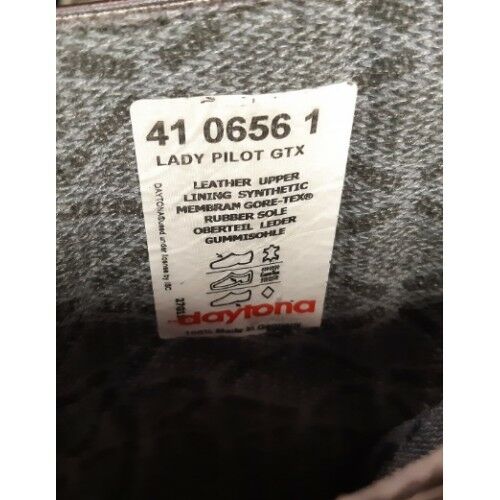 41 0656 1
LADY PILOT GTX
LEATHER UPPER
LINING SYNTHETIC
MEMBRAN GORE-TEX®
RUBBER SOLE
OBERTEIL LEDER
GUMMISOHLE
daytona
100% Made in Germany